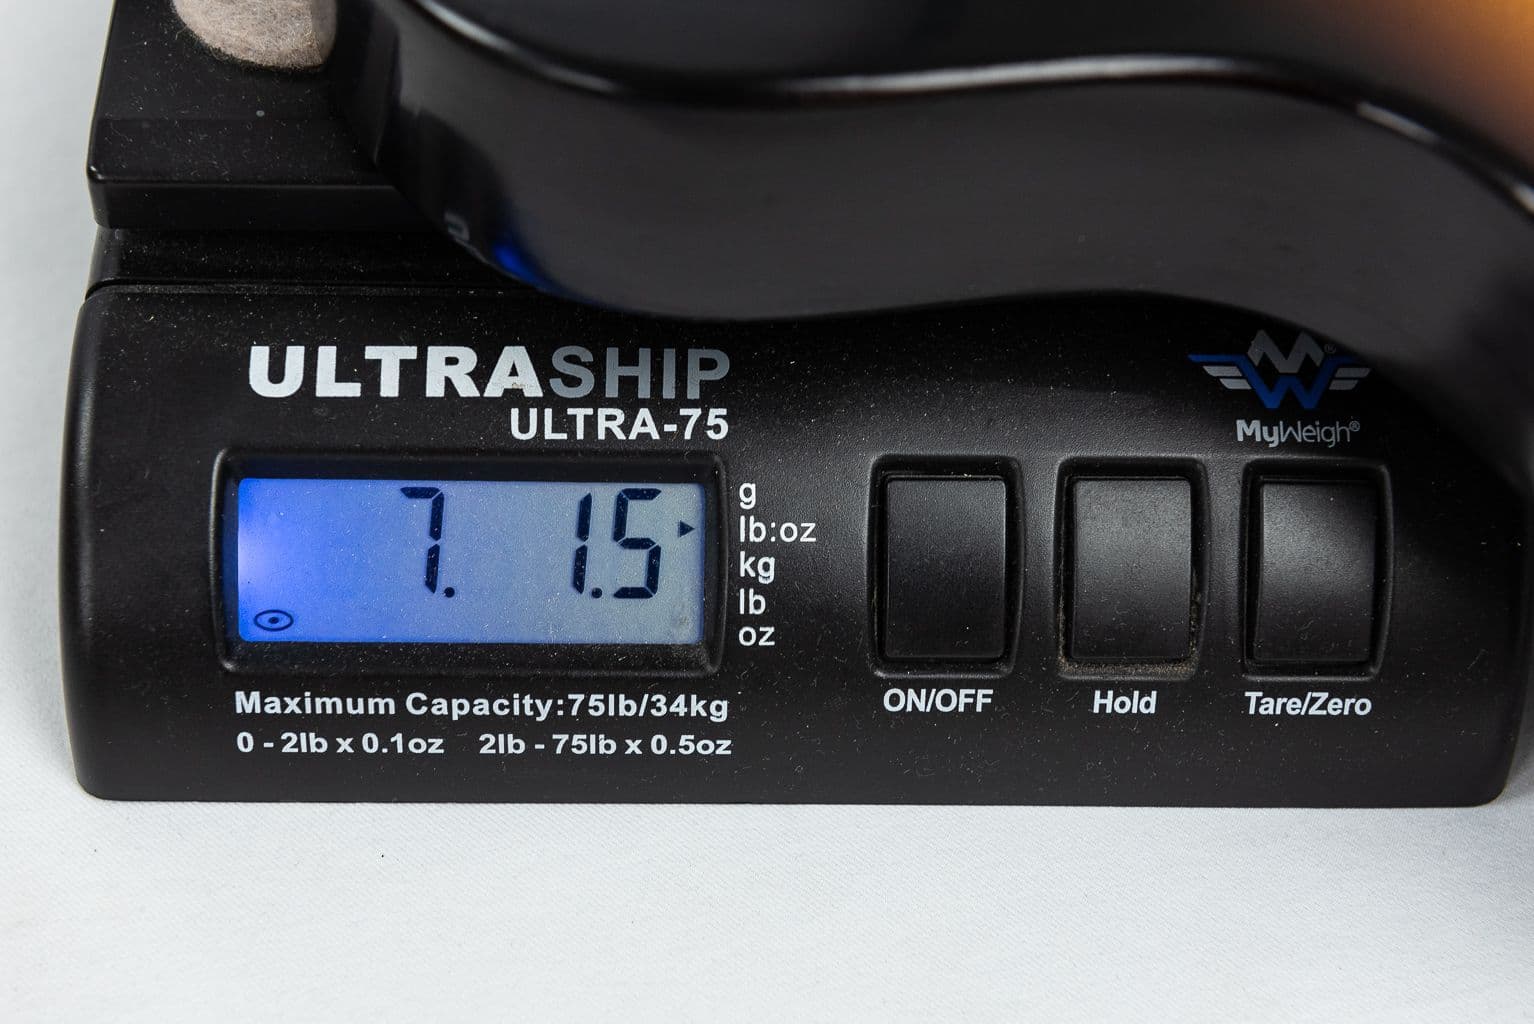 ULTRASHIP
ULTRA-75
MW®
MyWeigh®
7. 1.5
g
lb:oz
kg
lb
oz
Maximum Capacity:75lb/34kg
0 - 2lb x 0.1oz 2lb - 75lb x 0.5oz
ON/OFF
Hold
Tare/Zero